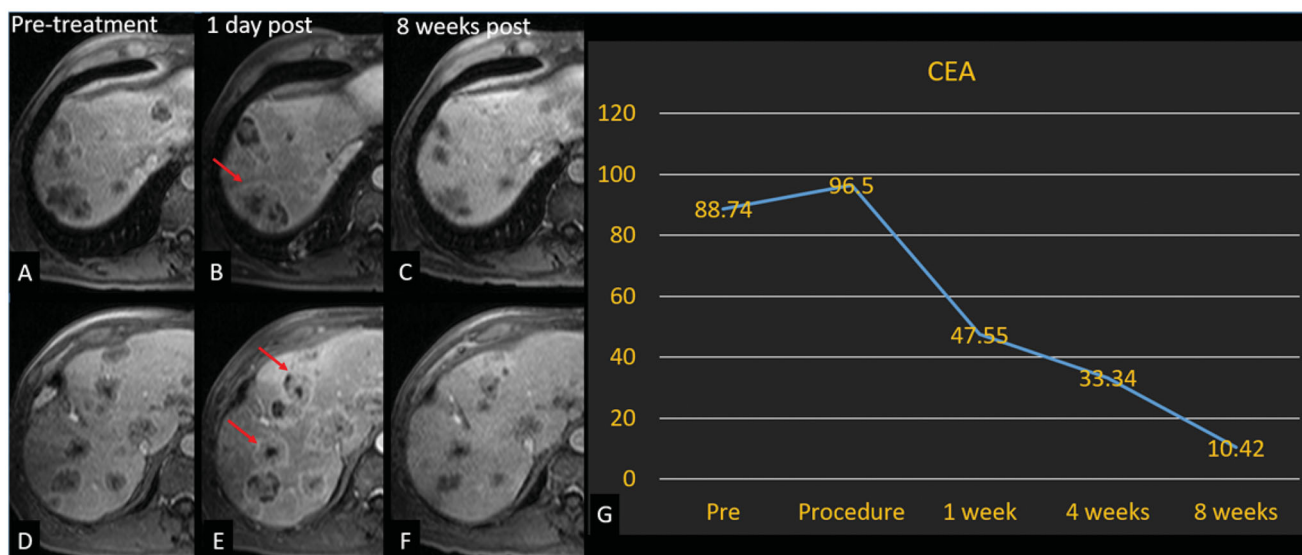 Pre-treatment
1 day post
8 weeks post
A
B
C
D
E
F
CEA
120
100
80
60
40
20
0
88.74
96.5
47.55
33.34
10.42
G
Pre
Procedure
1 week
4 weeks
8 weeks